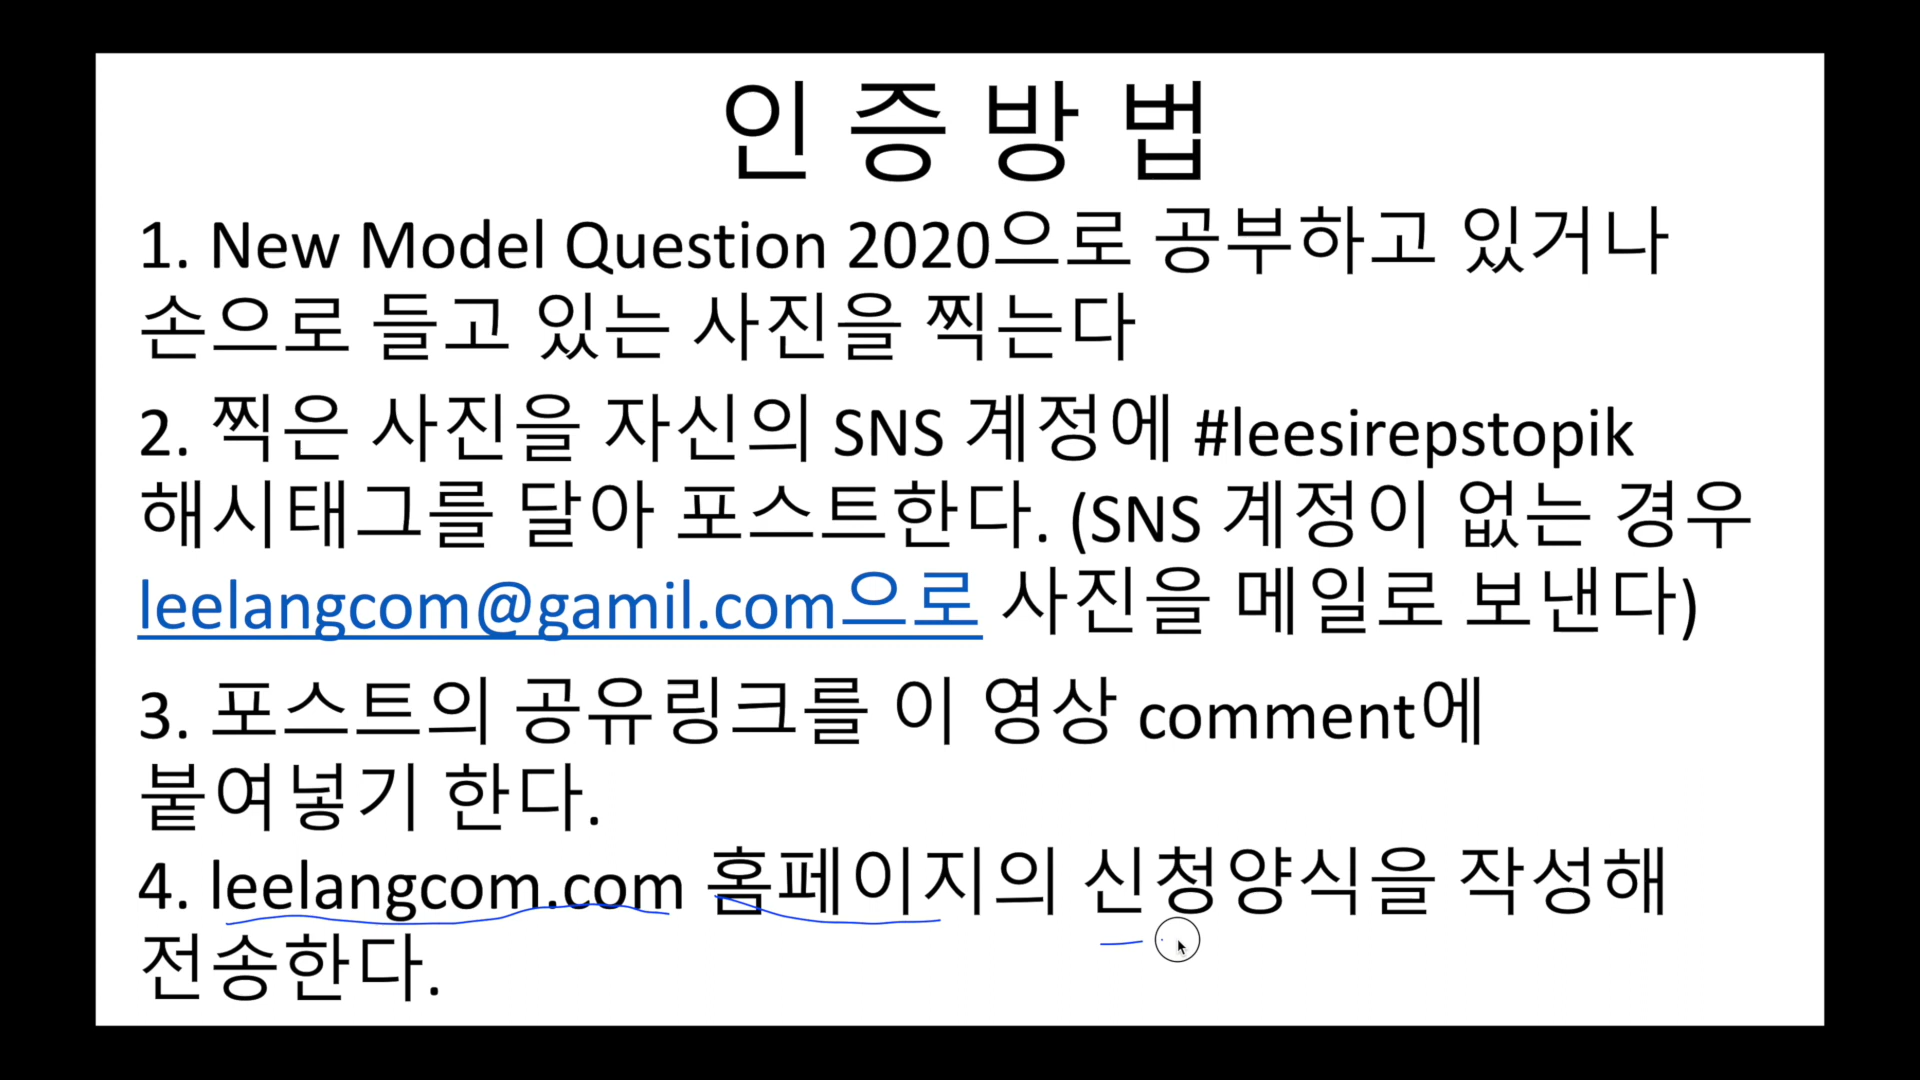 인 증 방 법
1. New Model Question 2020으로 공부하고 있거나
손으로 들고 있는 사진을 찍는다
2. 찍은 사진을 자신의 SNS 계정에 #leesirepstopik
해시태그를 달아 포스트한다. (SNS 계정이 없는 경우
leelangcom@gamil.com으로 사진을 메일로 보낸다)
3. 포스트의 공유링크를 이 영상 comment에
붙여넣기 한다.
4. leelangcom.com 홈페이지의 신청양식을 작성해
전송한다.